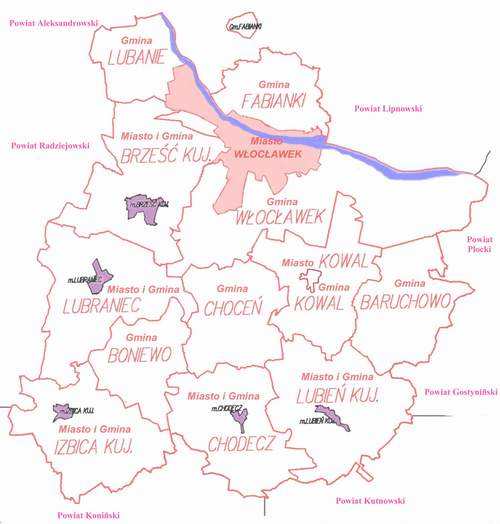 Powiat Aleksandrowski
Gm.FABIANKI
Gmina
LUBANIE
Gmina
FABIANKI
Powiat Lipnowski
Miasto i Gmina
BRZEŚĆ KUJ.
Powiat Radziejowski
Miasto
WŁOCŁAWEK
m.BRZEŚĆ KUJ.
Gmina
WŁOCŁAWEK
Powiat
Płocki
Miasto KOWAL
m.LUBRANIEC
Miasto i Gmina
LUBRANIEC
Gmina
CHOCEŃ
Gmina
KOWAL
Gmina
BARUCHOWO
Gmina
BONIEWO
Miasto i Gmina
LUBIEŃ KUJ.
Powiat Gostyniński
Miasto i Gmina
m.CHODECZ
CHODECZ
m.IZBICA KUJ.
m.LUBIEŃ KUJ.
Miasto i Gmina
IZBICA KUJ.
Powiat Kutnowski
Powiat Koniński